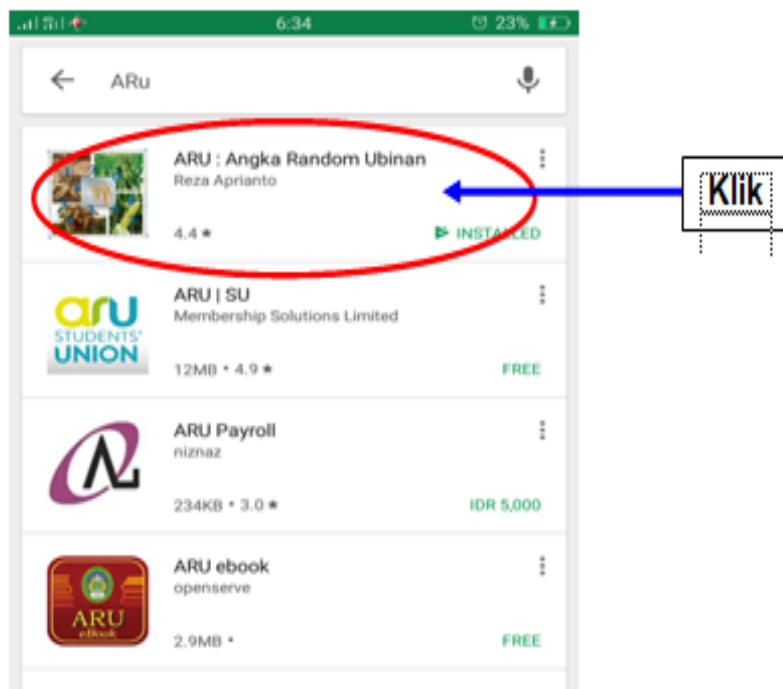 6:34 23%
ARu
ARU : Angka Random Ubinan
Reza Aprianto
4.4 ★ INSTALLED
Klik
aru
STUDENTS'
UNION
ARU | SU
Membership Solutions Limited
12MB • 4.9 ★ FREE
ARU Payroll
niznaz
234KB • 3.0 ★ IDR 5,000
ARU
eBook
ARU ebook
openserve
2.9MB • FREE